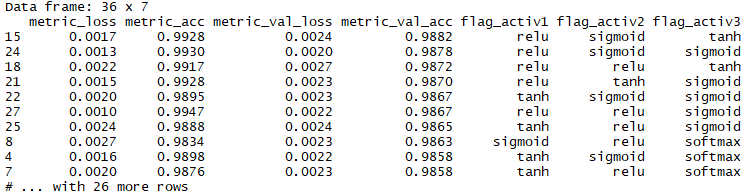 Data frame: 36 x 7
metric_loss metric_acc metric_val_loss metric_val_acc flag_activ1 flag_activ2 flag_activ3
15 0.0017 0.9928 0.0024 0.9882 relu sigmoid tanh
24 0.0013 0.9930 0.0020 0.9878 relu sigmoid sigmoid
18 0.0022 0.9917 0.0027 0.9872 relu relu tanh
21 0.0015 0.9928 0.0023 0.9870 relu tanh sigmoid
22 0.0020 0.9895 0.0023 0.9867 tanh sigmoid sigmoid
27 0.0010 0.9947 0.0022 0.9867 relu relu sigmoid
25 0.0024 0.9888 0.0024 0.9865 tanh relu sigmoid
8 0.0027 0.9834 0.0023 0.9863 sigmoid relu softmax
4 0.0016 0.9898 0.0022 0.9858 tanh sigmoid softmax
7 0.0020 0.9876 0.0023 0.9858 tanh relu softmax
# ... with 26 more rows